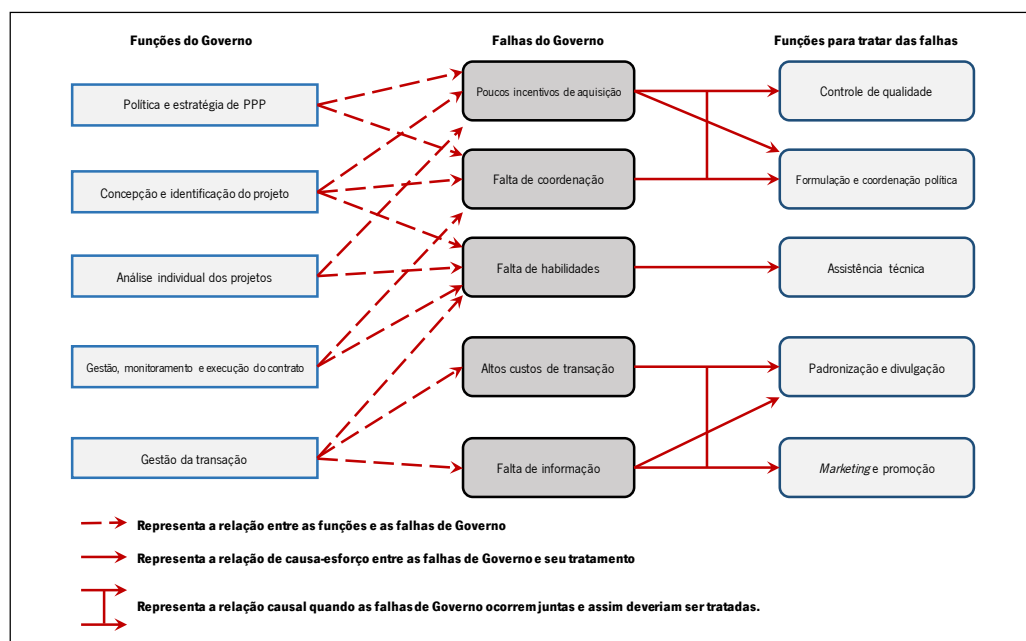 Funções do Governo
Falhas do Governo
Funções para tratar das falhas
Política e estratégia de PPP
Poucos incentivos de aquisição
Controle de qualidade
Concepção e identificação do projeto
Falta de coordenação
Formulação e coordenação política
Análise individual dos projetos
Falta de habilidades
Assistência técnica
Gestão, monitoramento e execução do contrato
Altos custos de transação
Padronização e divulgação
Gestão da transação
Falta de informação
Marketing e promoção
Representa a relação entre as funções e as falhas de Governo
Representa a relação de causa-esforço entre as falhas de Governo e seu tratamento
Representa a relação causal quando as falhas de Governo ocorrem juntas e assim deveriam ser tratadas.